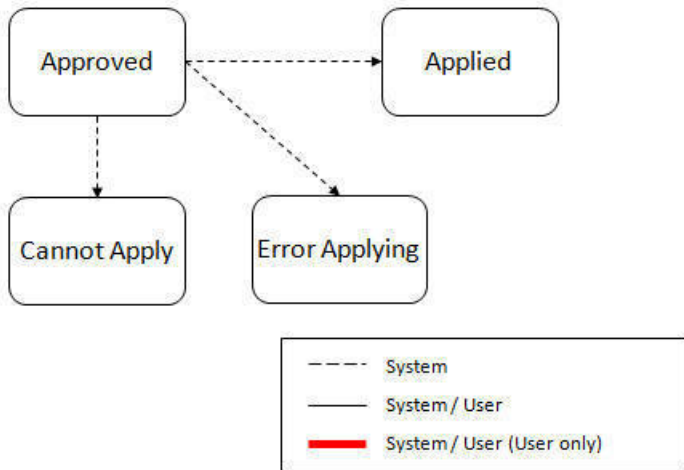 Approved
Applied
Cannot Apply
Error Applying
System
System / User
System / User (User only)